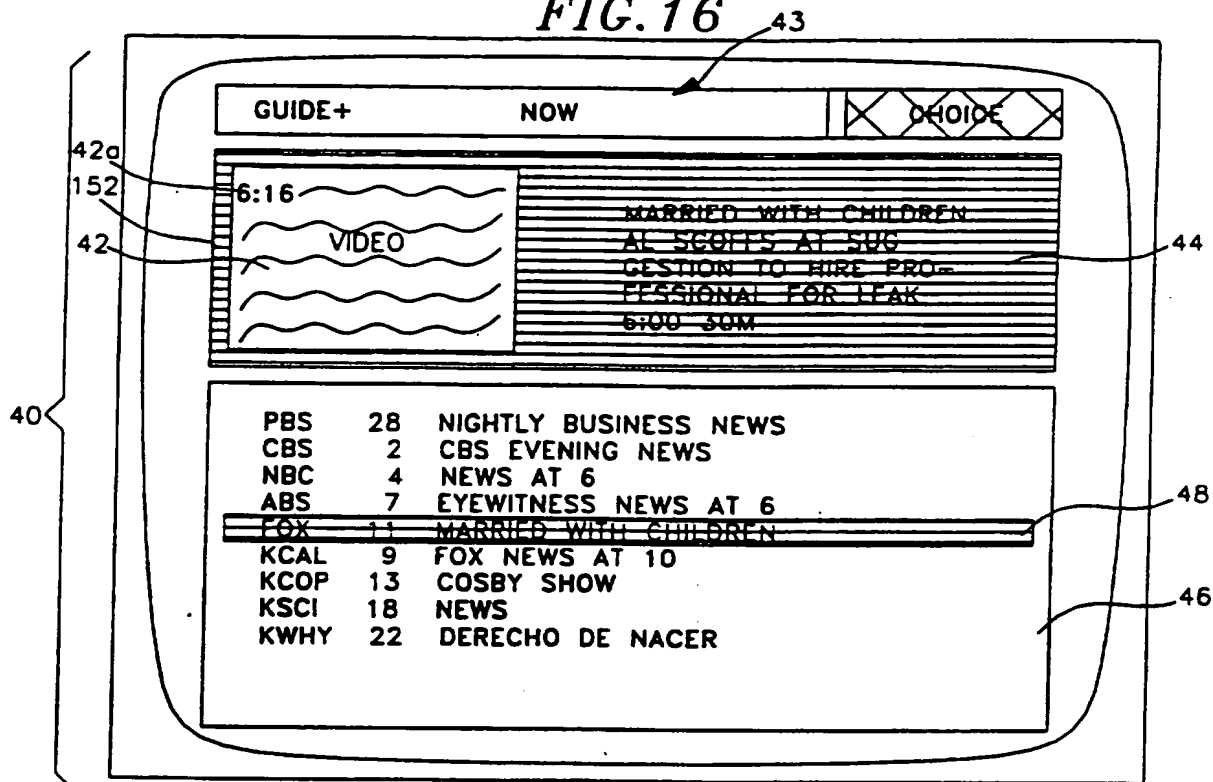 FIG. 16
43
GUIDE+ NOW CHOICE
42a
152
42
6:16
VIDEO
MARRIED WITH CHILDREN
AL SCOFFS AT SUG
GESTION TO HIRE PRO-
FESSIONAL FOR LEAK
6:00 30M
44
40
PBS 28 NIGHTLY BUSINESS NEWS
CBS 2 CBS EVENING NEWS
NBC 4 NEWS AT 6
ABS 7 EYEWITNESS NEWS AT 6
FOX 11 MARRIED WITH CHILDREN
48
KCAL 9 FOX NEWS AT 10
KCOP 13 COSBY SHOW
KSCI 18 NEWS
46
KWHY 22 DERECHO DE NACER